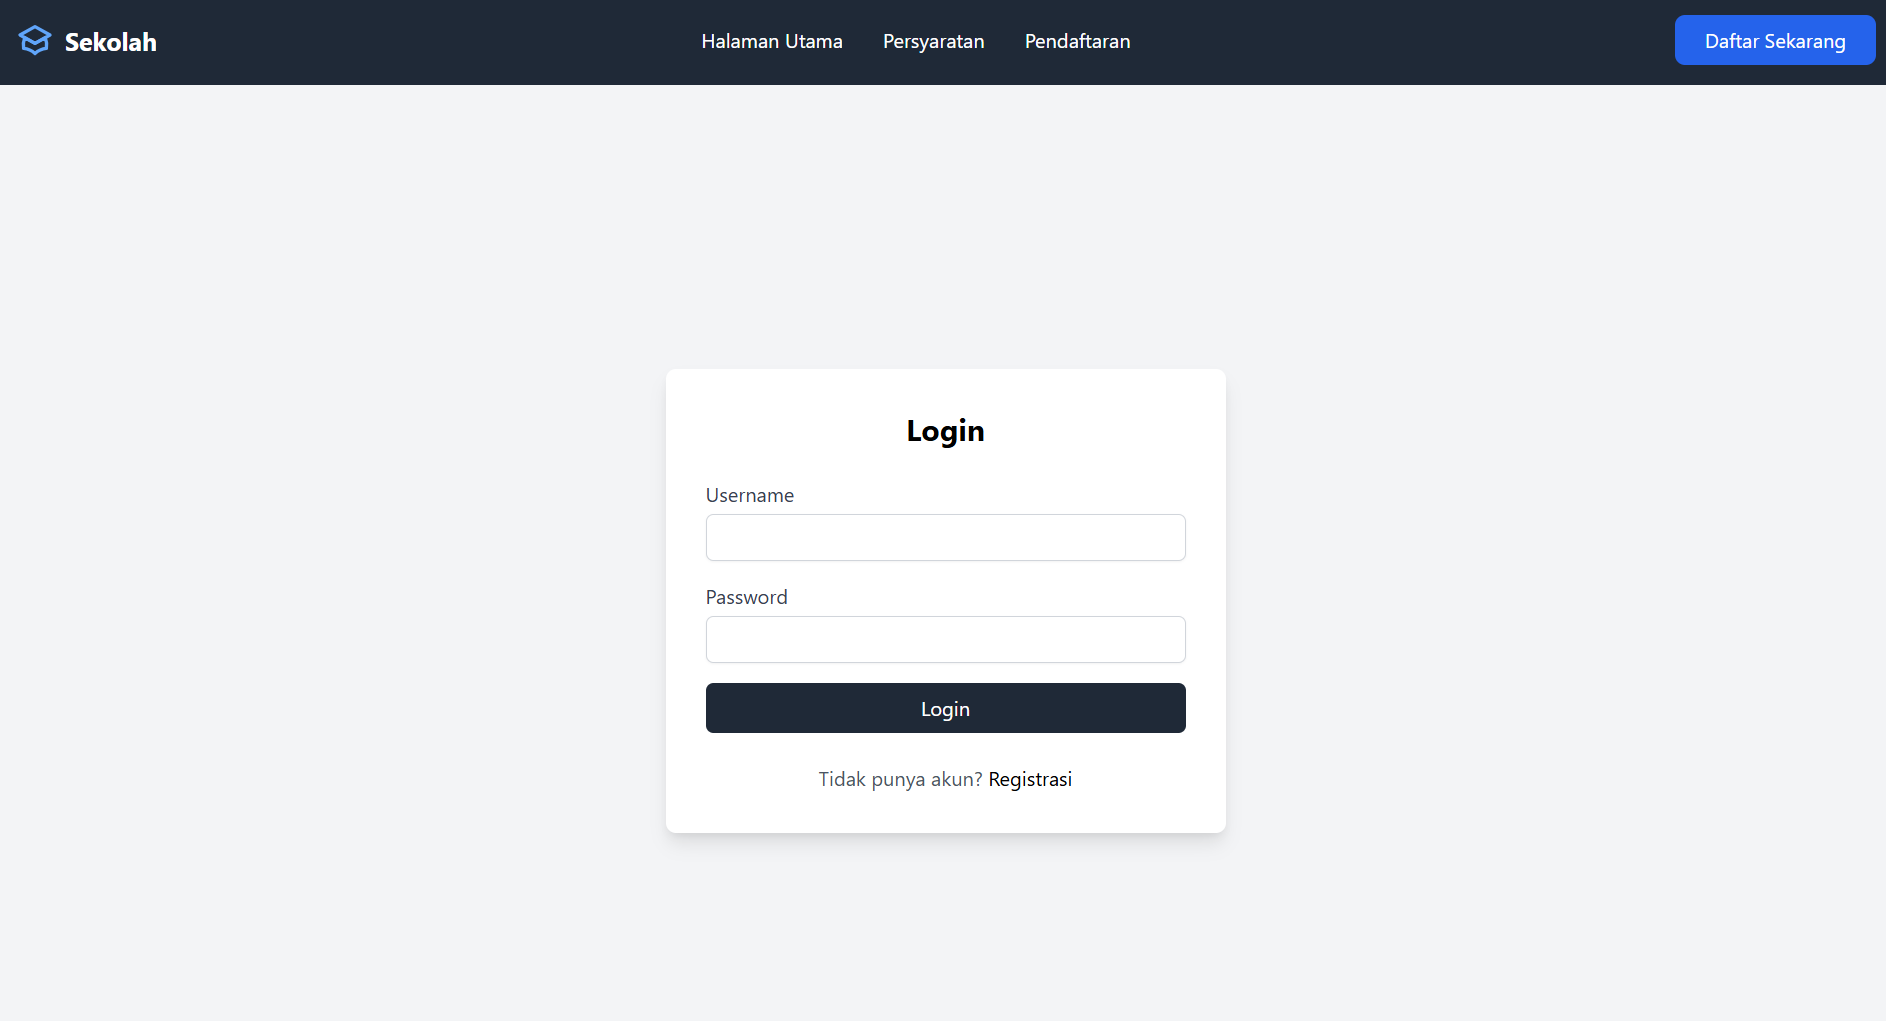 Sekolah
Halaman Utama
Persyaratan
Pendaftaran
Daftar Sekarang
Login
Username
Password
Login
Tidak punya akun? Registrasi